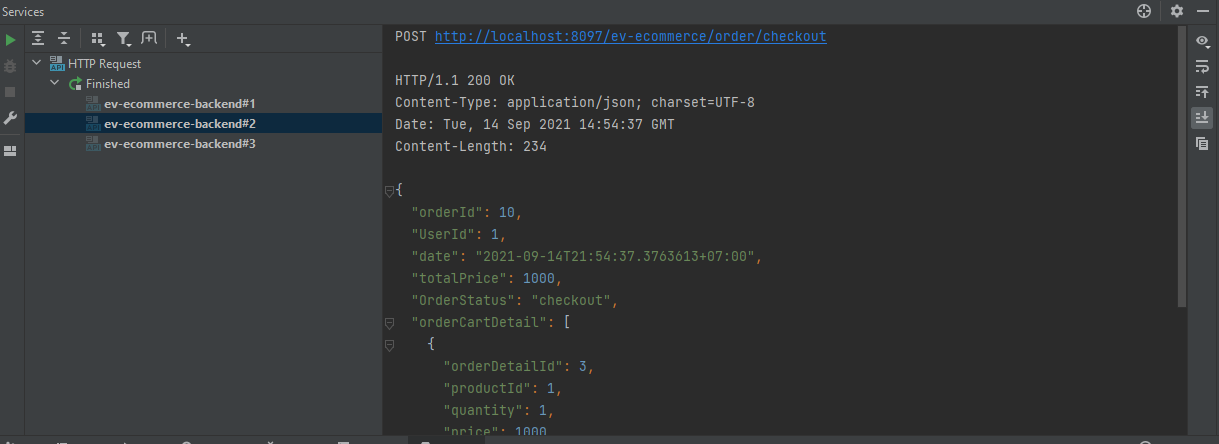 Services
HTTP Request
Finished
ev-ecommerce-backend#1
ev-ecommerce-backend#2
ev-ecommerce-backend#3
POST http://localhost:8097/ev-ecommerce/order/checkout
HTTP/1.1 200 OK
Content-Type: application/json; charset=UTF-8
Date: Tue, 14 Sep 2021 14:54:37 GMT
Content-Length: 234
{
"orderId": 10,
"UserId": 1,
"date": "2021-09-14T21:54:37.3763613+07:00",
"totalPrice": 1000,
"OrderStatus": "checkout",
"orderCartDetail": [
{
"orderDetailId": 3,
"productId": 1,
"quantity": 1,
"price": 1000